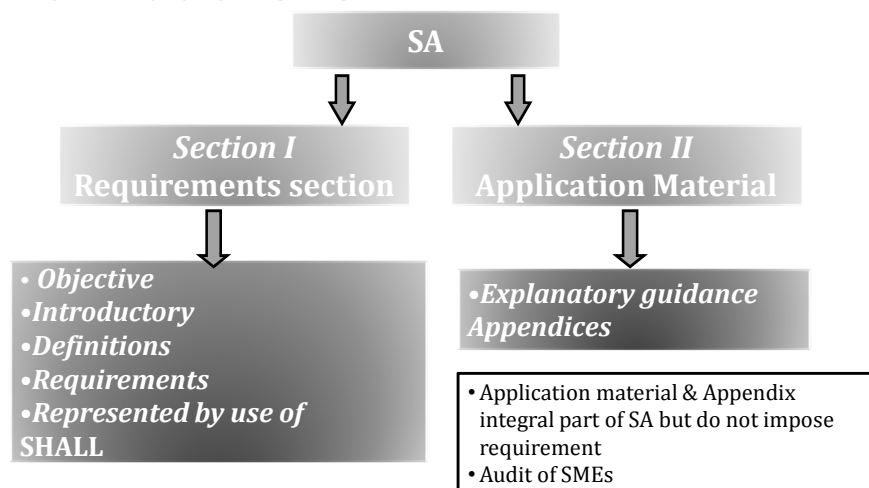 SA
Section I
Requirements section
Section II
Application Material
• Objective
•Introductory
•Definitions
•Requirements
•Represented by use of
SHALL
•Explanatory guidance
Appendices
• Application material & Appendix
integral part of SA but do not impose
requirement
• Audit of SMEs